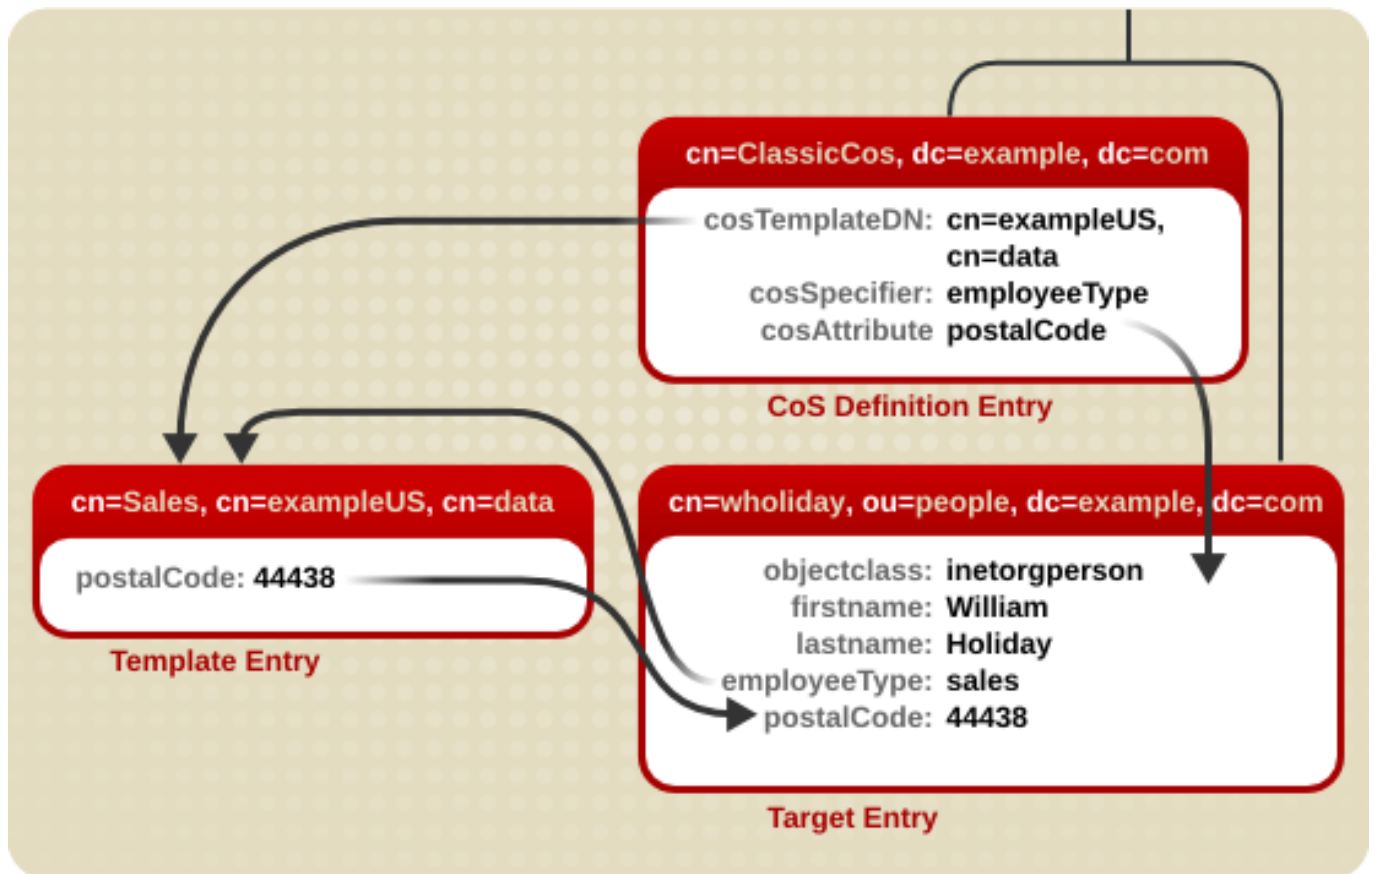 cn=ClassicCos, dc=example, dc=com
cosTemplateDN: cn=exampleUS,
cn=data
cosSpecifier: employeeType
cosAttribute postalCode
CoS Definition Entry
cn=Sales, cn=exampleUS, cn=data
postalCode: 44438
Template Entry
cn=wholiday, ou=people, dc=example, dc=com
objectclass: inetorgperson
firstname: William
lastname: Holiday
employeeType: sales
postalCode: 44438
Target Entry